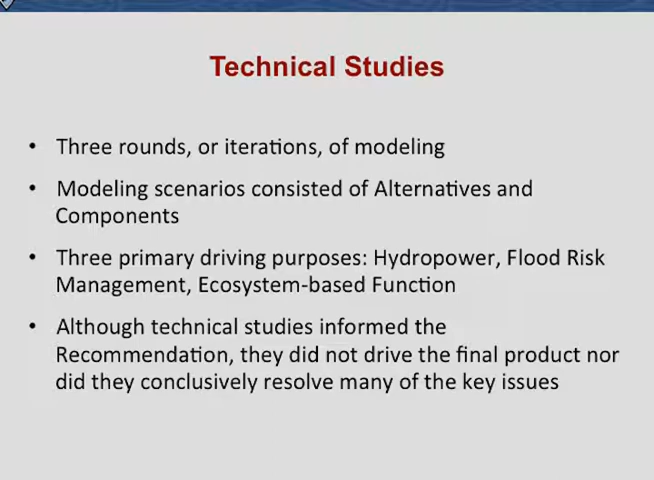 Technical Studies
• Three rounds, or iterations, of modeling
• Modeling scenarios consisted of Alternatives and
Components
• Three primary driving purposes: Hydropower, Flood Risk
Management, Ecosystem-based Function
• Although technical studies informed the
Recommendation, they did not drive the final product nor
did they conclusively resolve many of the key issues